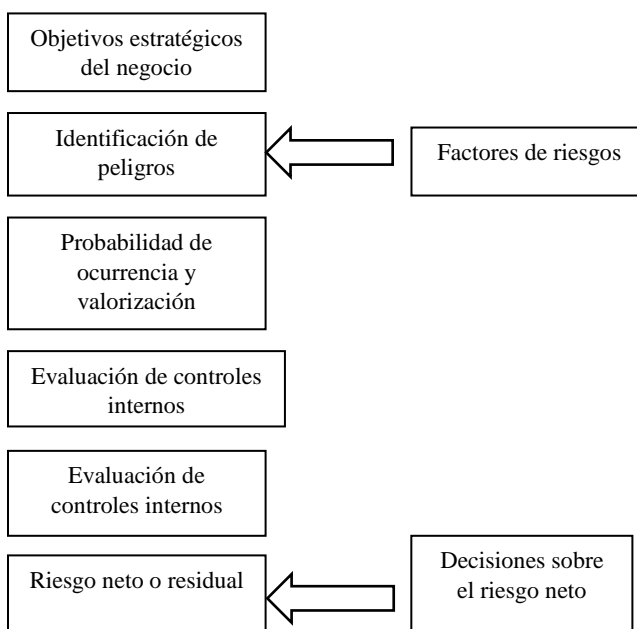 Objetivos estratégicos
del negocio
Identificación de
peligros
Factores de riesgos
Probabilidad de
ocurrencia y
valorización
Evaluación de controles
internos
Evaluación de
controles internos
Riesgo neto o residual
Decisiones sobre
el riesgo neto